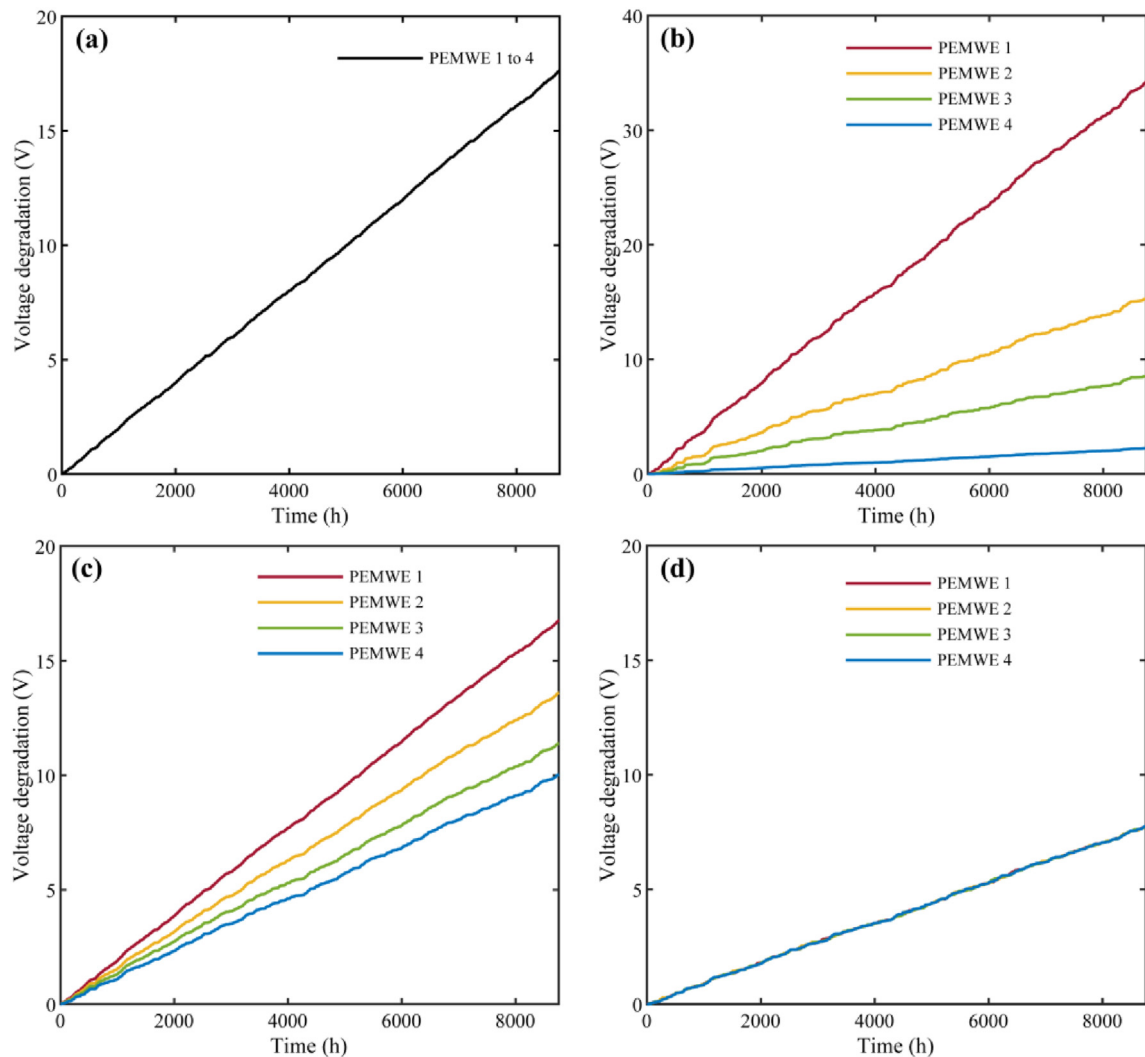 (a)
PEMWE 1 to 4
20
15
10
5
0
Voltage degradation (V)
0 2000 4000 6000 8000
Time (h)
(b)
PEMWE 1
PEMWE 2
PEMWE 3
PEMWE 4
40
30
20
10
0
Voltage degradation (V)
0 2000 4000 6000 8000
Time (h)
(c)
PEMWE 1
PEMWE 2
PEMWE 3
PEMWE 4
20
15
10
5
0
Voltage degradation (V)
0 2000 4000 6000 8000
Time (h)
(d)
PEMWE 1
PEMWE 2
PEMWE 3
PEMWE 4
20
15
10
5
0
Voltage degradation (V)
0 2000 4000 6000 8000
Time (h)